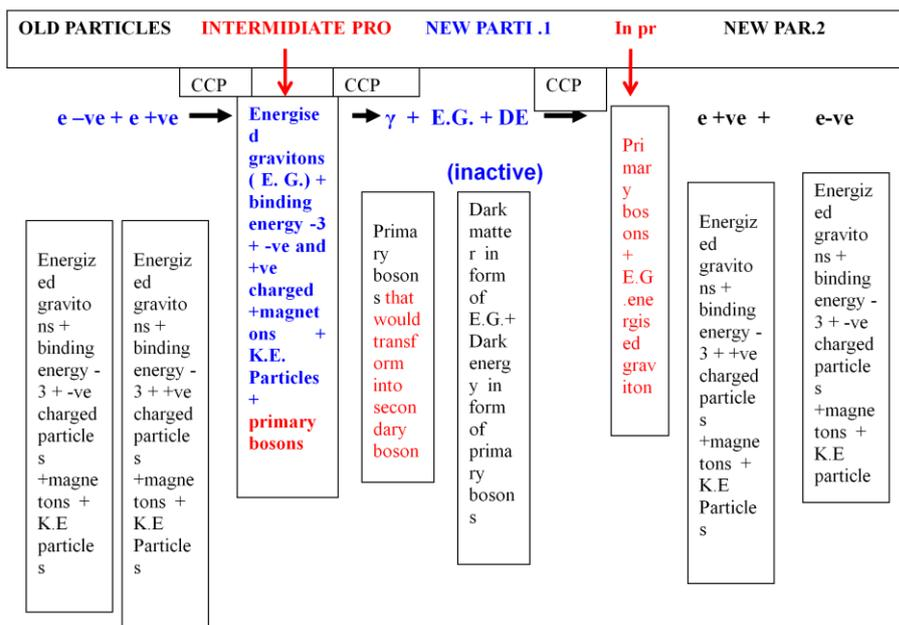 OLD PARTICLES INTERMIDIATE PRO NEW PARTI .1 In pr NEW PAR.2
CCP CCP CCP
e –ve + e +ve γ + E.G. + DE e +ve + e-ve
(inactive)
Energiz
ed
gravito
ns +
binding
energy -
3 + -ve
charged
particle
s
+magne
tons +
K.E
particle
s
Energiz
ed
gravito
ns +
binding
energy -
3 + +ve
charged
particle
s
+magne
tons +
K.E
Particle
s
Energise
d
gravitons
( E. G.) +
binding
energy -3
+ -ve and
+ve
charged
+magnet
ons +
K.E.
Particles
+
primary
bosons
Prima
ry
boson
s that
would
transf
orm
into
secon
dary
boson
Dark
matte
r in
form
of
E.G.+
Dark
energ
y in
form
of
prima
ry
boson
s
Pri
mar
y
bos
ons
+
E.G
.ene
rgis
ed
grav
iton
Energiz
ed
gravito
ns +
binding
energy -
3 + +ve
charged
particle
s
+magne
tons +
K.E
Particle
s
Energiz
ed
gravito
ns +
binding
energy -
3 + -ve
charged
particle
s
+magne
tons +
K.E
particle